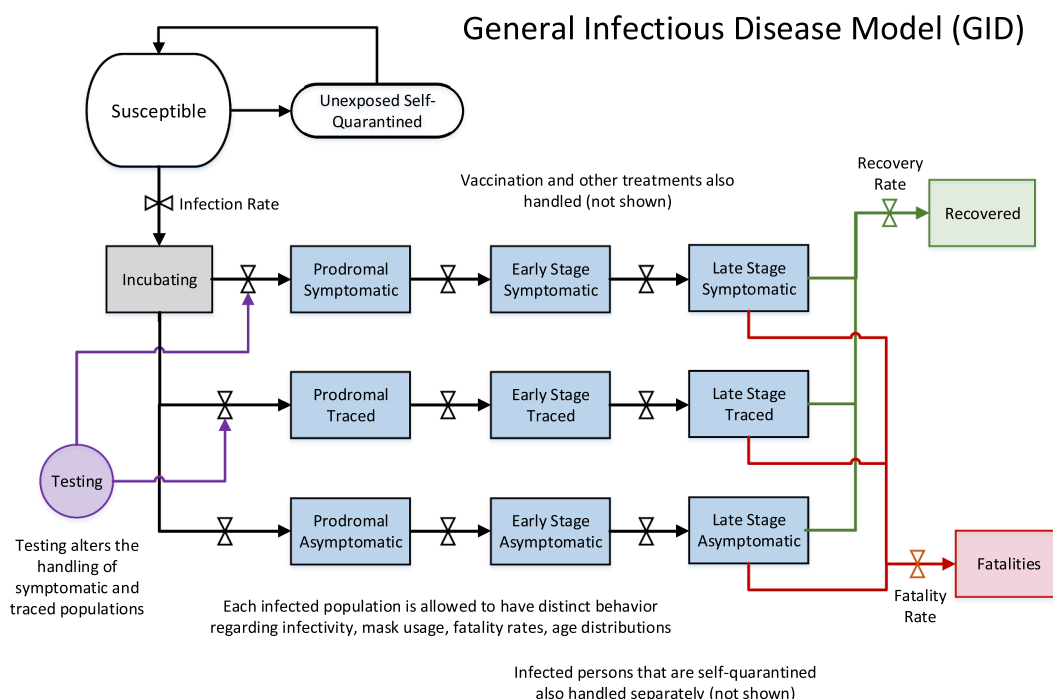 General Infectious Disease Model (GID)
Susceptible
Unexposed Self-
Quarantined
Infection Rate
Vaccination and other treatments also
handled (not shown)
Recovery
Rate
Recovered
Incubating
Prodromal
Symptomatic
Early Stage
Symptomatic
Late Stage
Symptomatic
Prodromal
Traced
Early Stage
Traced
Late Stage
Traced
Testing
Prodromal
Asymptomatic
Early Stage
Asymptomatic
Late Stage
Asymptomatic
Testing alters the
handling of
symptomatic and
traced populations
Fatalities
Fatality
Rate
Each infected population is allowed to have distinct behavior
regarding infectivity, mask usage, fatality rates, age distributions
Infected persons that are self-quarantined
also handled separately (not shown)